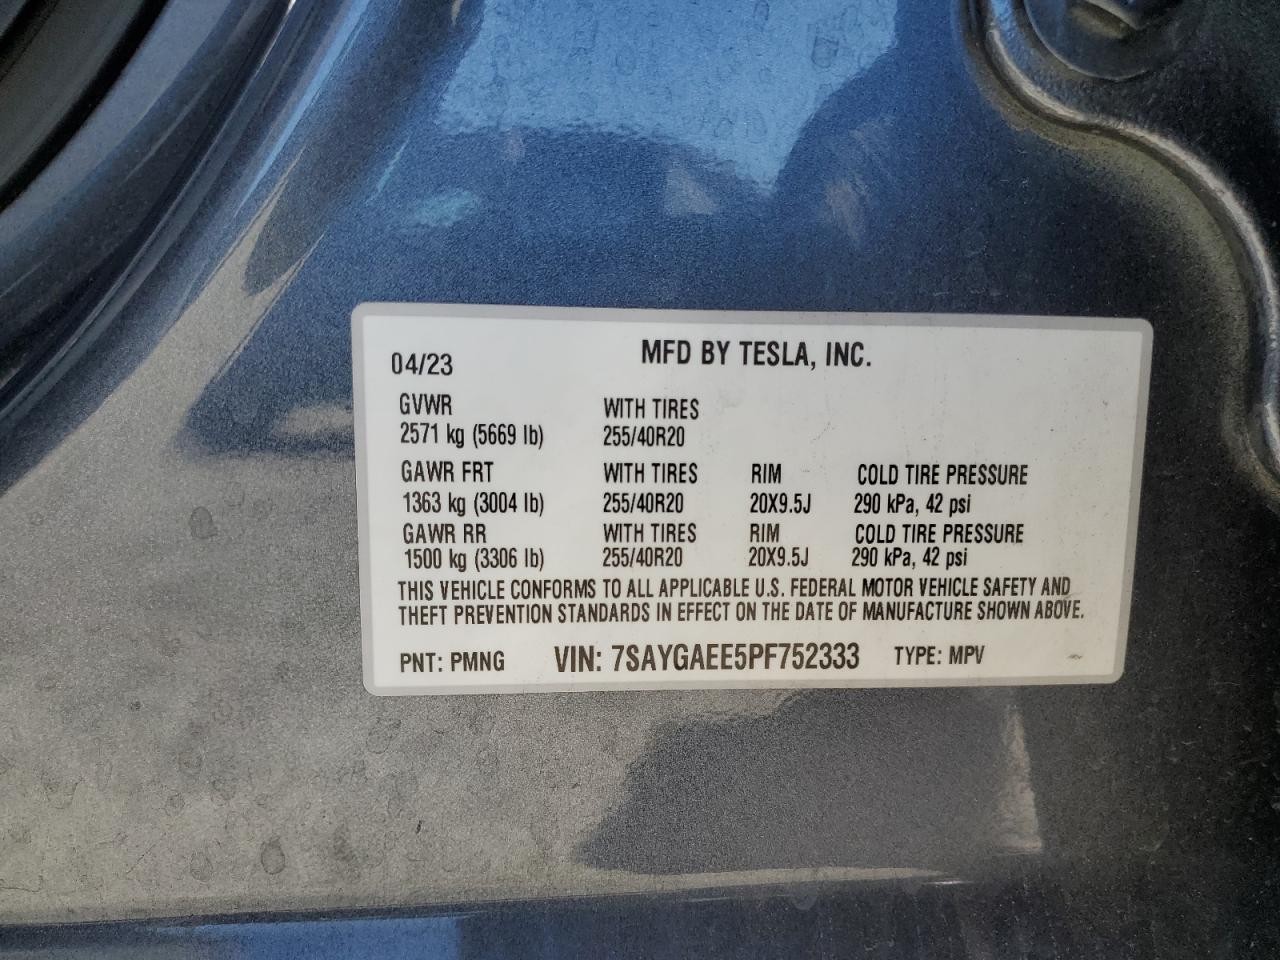 04/23 MFD BY TESLA, INC.
GVWR WITH TIRES
2571 kg (5669 lb) 255/40R20
GAWR FRT WITH TIRES RIM COLD TIRE PRESSURE
1363 kg (3004 lb) 255/40R20 20X9.5J 290 kPa, 42 psi
GAWR RR WITH TIRES RIM COLD TIRE PRESSURE
1500 kg (3306 lb) 255/40R20 20X9.5J 290 kPa, 42 psi
THIS VEHICLE CONFORMS TO ALL APPLICABLE U.S. FEDERAL MOTOR VEHICLE SAFETY AND
THEFT PREVENTION STANDARDS IN EFFECT ON THE DATE OF MANUFACTURE SHOWN ABOVE.
PNT: PMNG VIN: 7SAYGAEE5PF752333 TYPE: MPV